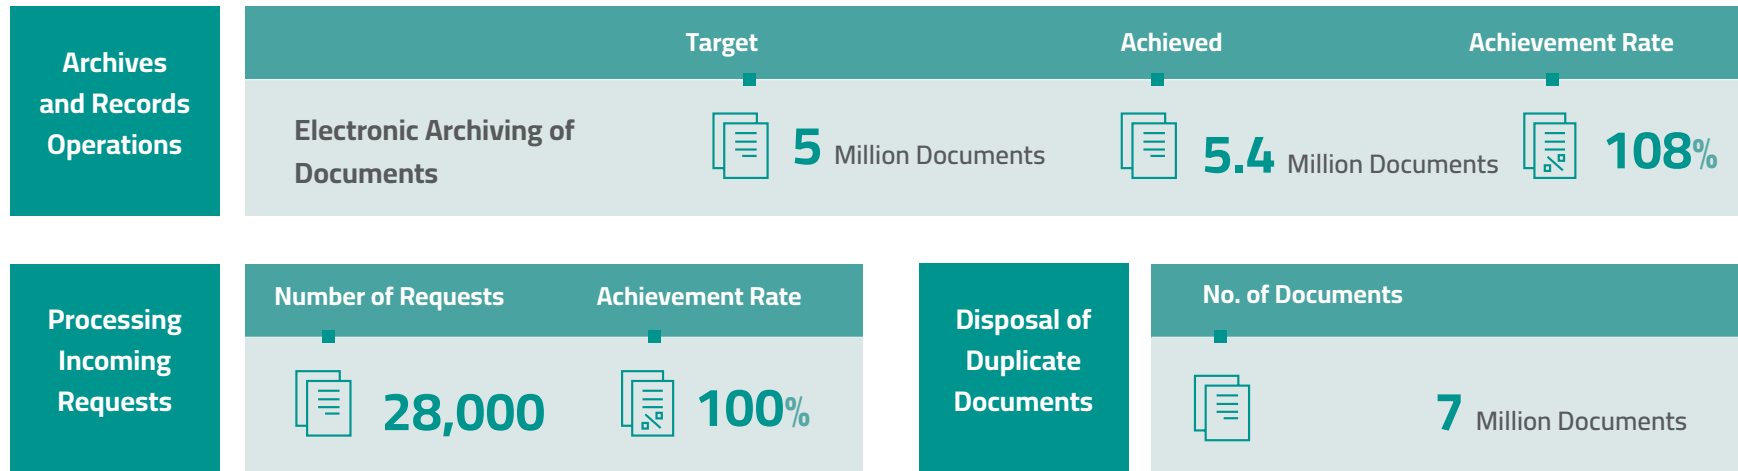 Archives
and Records
Operations
Target
Achieved
Achievement Rate
Electronic Archiving of
Documents
5 Million Documents
5.4 Million Documents
108%
Processing
Incoming
Requests
Number of Requests
Achievement Rate
28,000
100%
Disposal of
Duplicate
Documents
No. of Documents
7 Million Documents